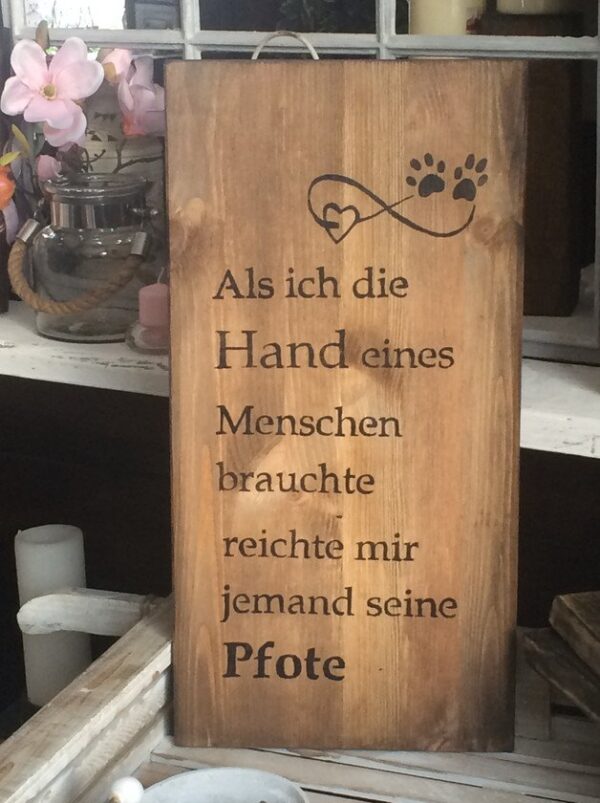 Als ich die
Hand eines
Menschen
brauchte
reichte mir
jemand seine
Pfote